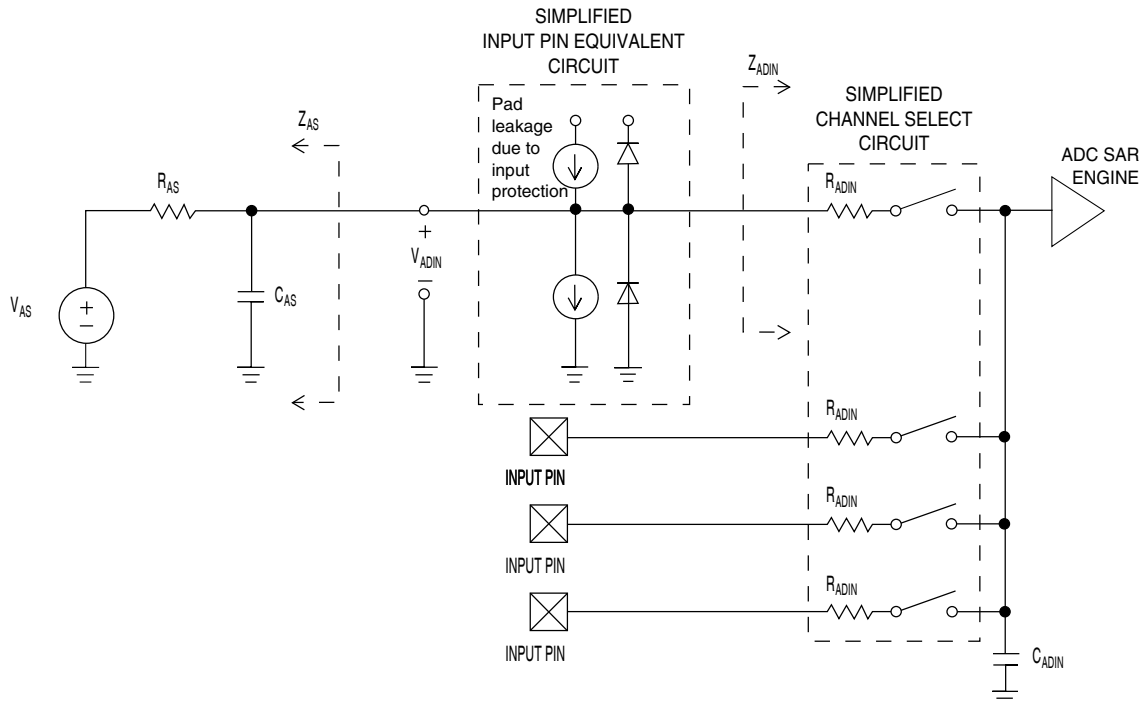 SIMPLIFIED
INPUT PIN EQUIVALENT
CIRCUIT
Pad
leakage
due to
input
protection
Z_ADIN
SIMPLIFIED
CHANNEL SELECT
CIRCUIT
ADC SAR
ENGINE
Z_AS
R_AS
R_ADIN
+
V_ADIN
–
V_AS
+
–
C_AS
R_ADIN
INPUT PIN
R_ADIN
INPUT PIN
R_ADIN
INPUT PIN
C_ADIN